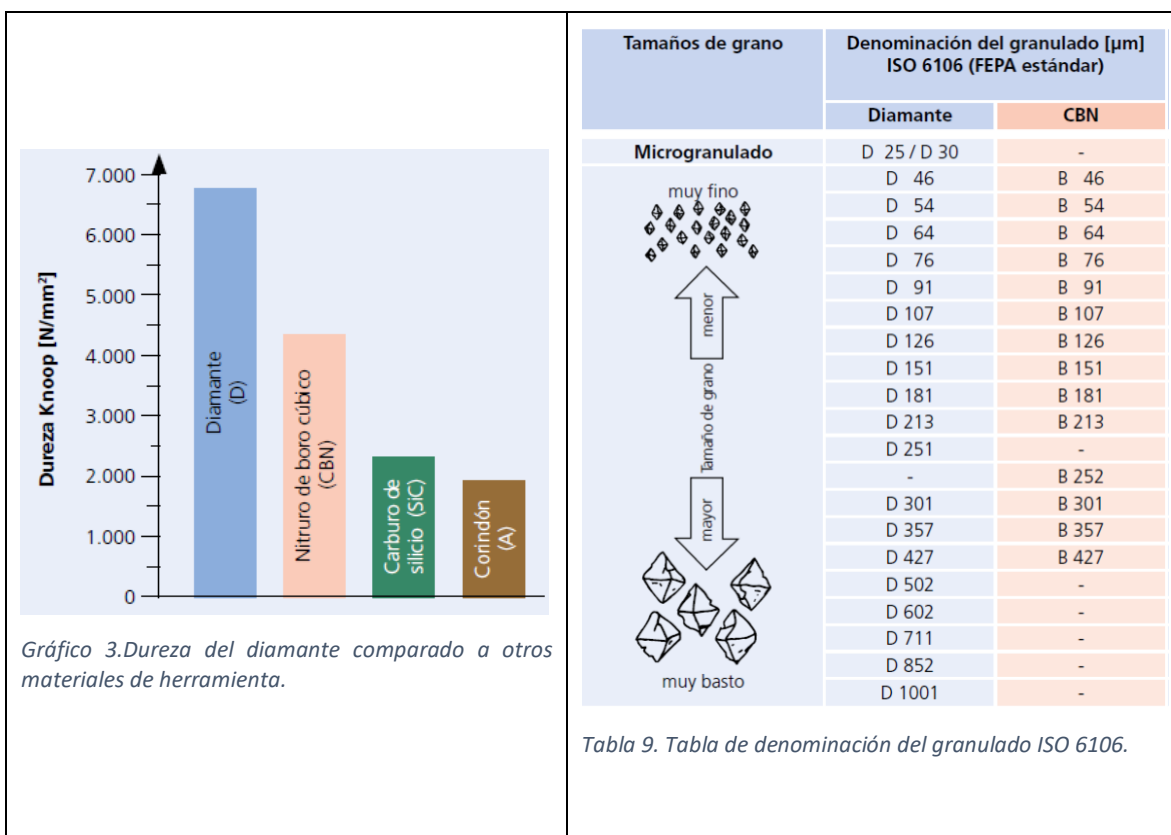 7.000
6.000
5.000
4.000
3.000
2.000
1.000
0
Dureza Knoop [N/mm²]
Diamante
(D)
Nitruro de boro cúbico
(CBN)
Carburo de
silicio (SiC)
Corindón
(A)
Gráfico 3.Dureza del diamante comparado a otros
materiales de herramienta.
Tamaños de grano
Denominación del granulado [µm]
ISO 6106 (FEPA estándar)
Diamante CBN
Microgranulado D 25 / D 30 -
muy fino
D 46 B 46
D 54 B 54
D 64 B 64
D 76 B 76
D 91 B 91
menor
D 107 B 107
D 126 B 126
D 151 B 151
Tamaño de grano
D 181 B 181
D 213 B 213
D 251 -
- B 252
mayor
D 301 B 301
D 357 B 357
D 427 B 427
D 502 -
D 602 -
D 711 -
D 852 -
muy basto
D 1001 -
Tabla 9. Tabla de denominación del granulado ISO 6106.